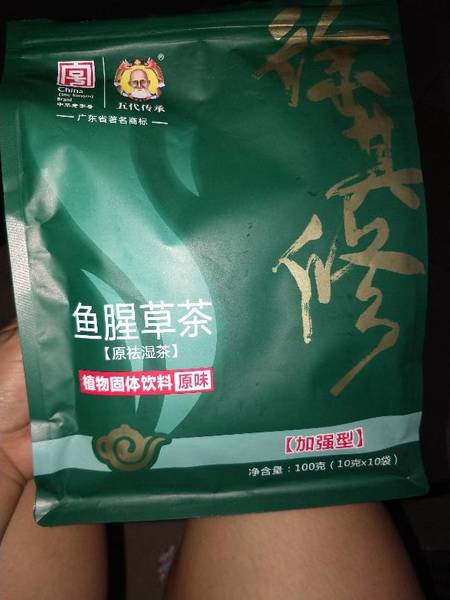 China
中华老字号
®
五代传承
广东省著名商标
徐其修
鱼腥草茶
【原祛湿茶】
植物固体饮料 原味
【加强型】
净含量：100克（10克x10袋）